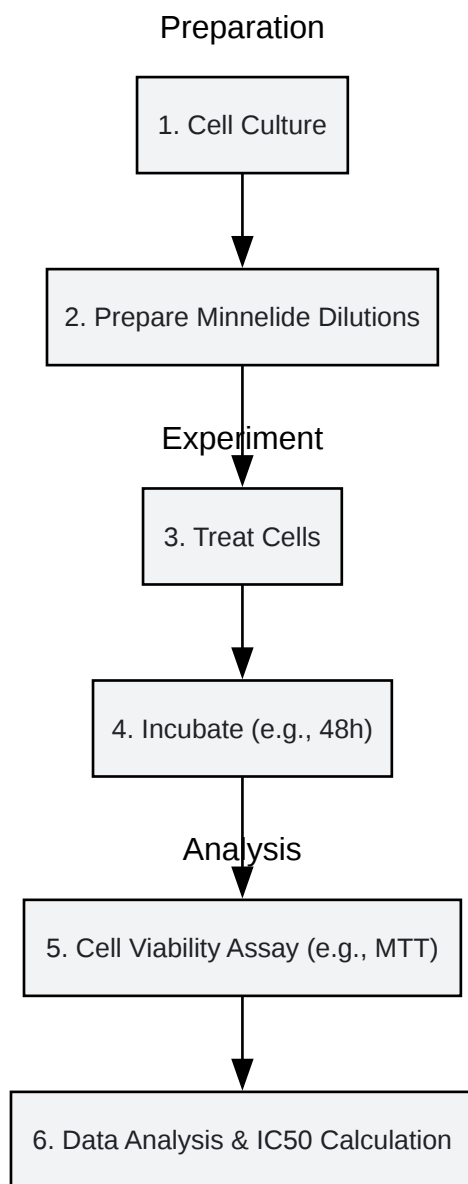 Preparation
1. Cell Culture
2. Prepare Minnelide Dilutions
Experiment
3. Treat Cells
4. Incubate (e.g., 48h)
Analysis
5. Cell Viability Assay (e.g., MTT)
6. Data Analysis & IC50 Calculation